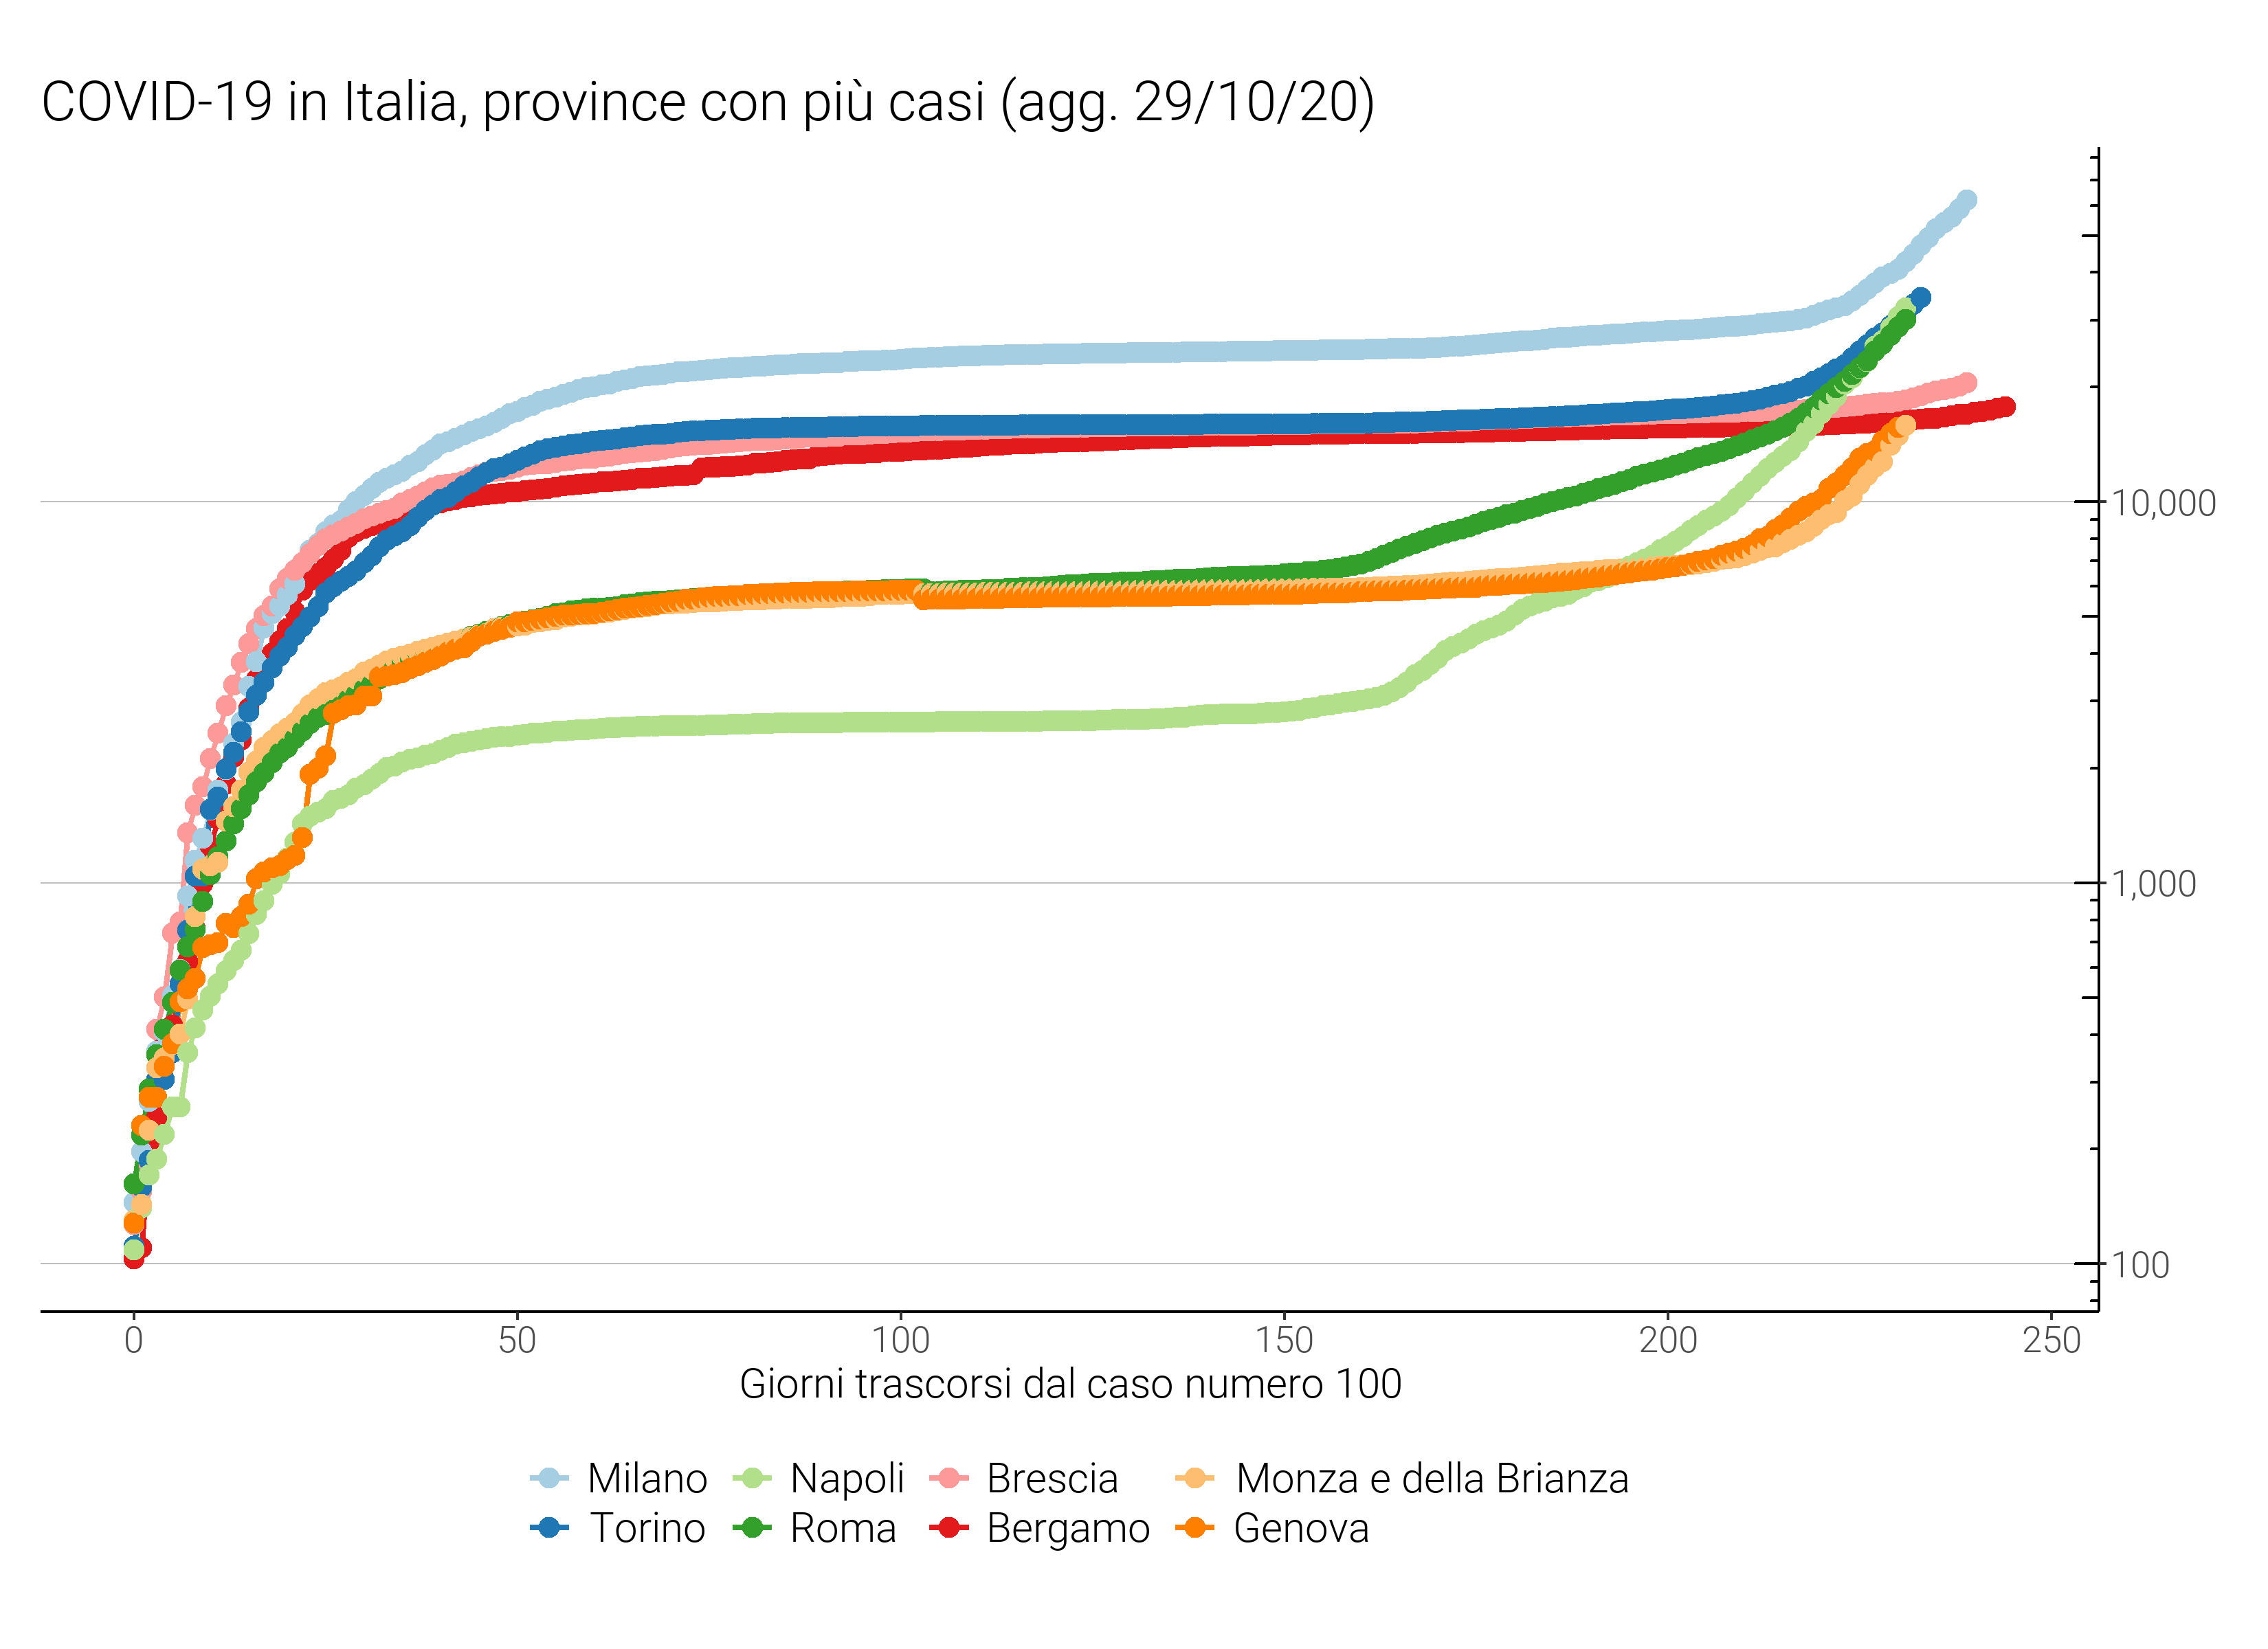 COVID-19 in Italia, province con più casi (agg. 29/10/20)
10,000
1,000
100
0 50 100 150 200 250
Giorni trascorsi dal caso numero 100
Milano Napoli Brescia Monza e della Brianza
Torino Roma Bergamo Genova